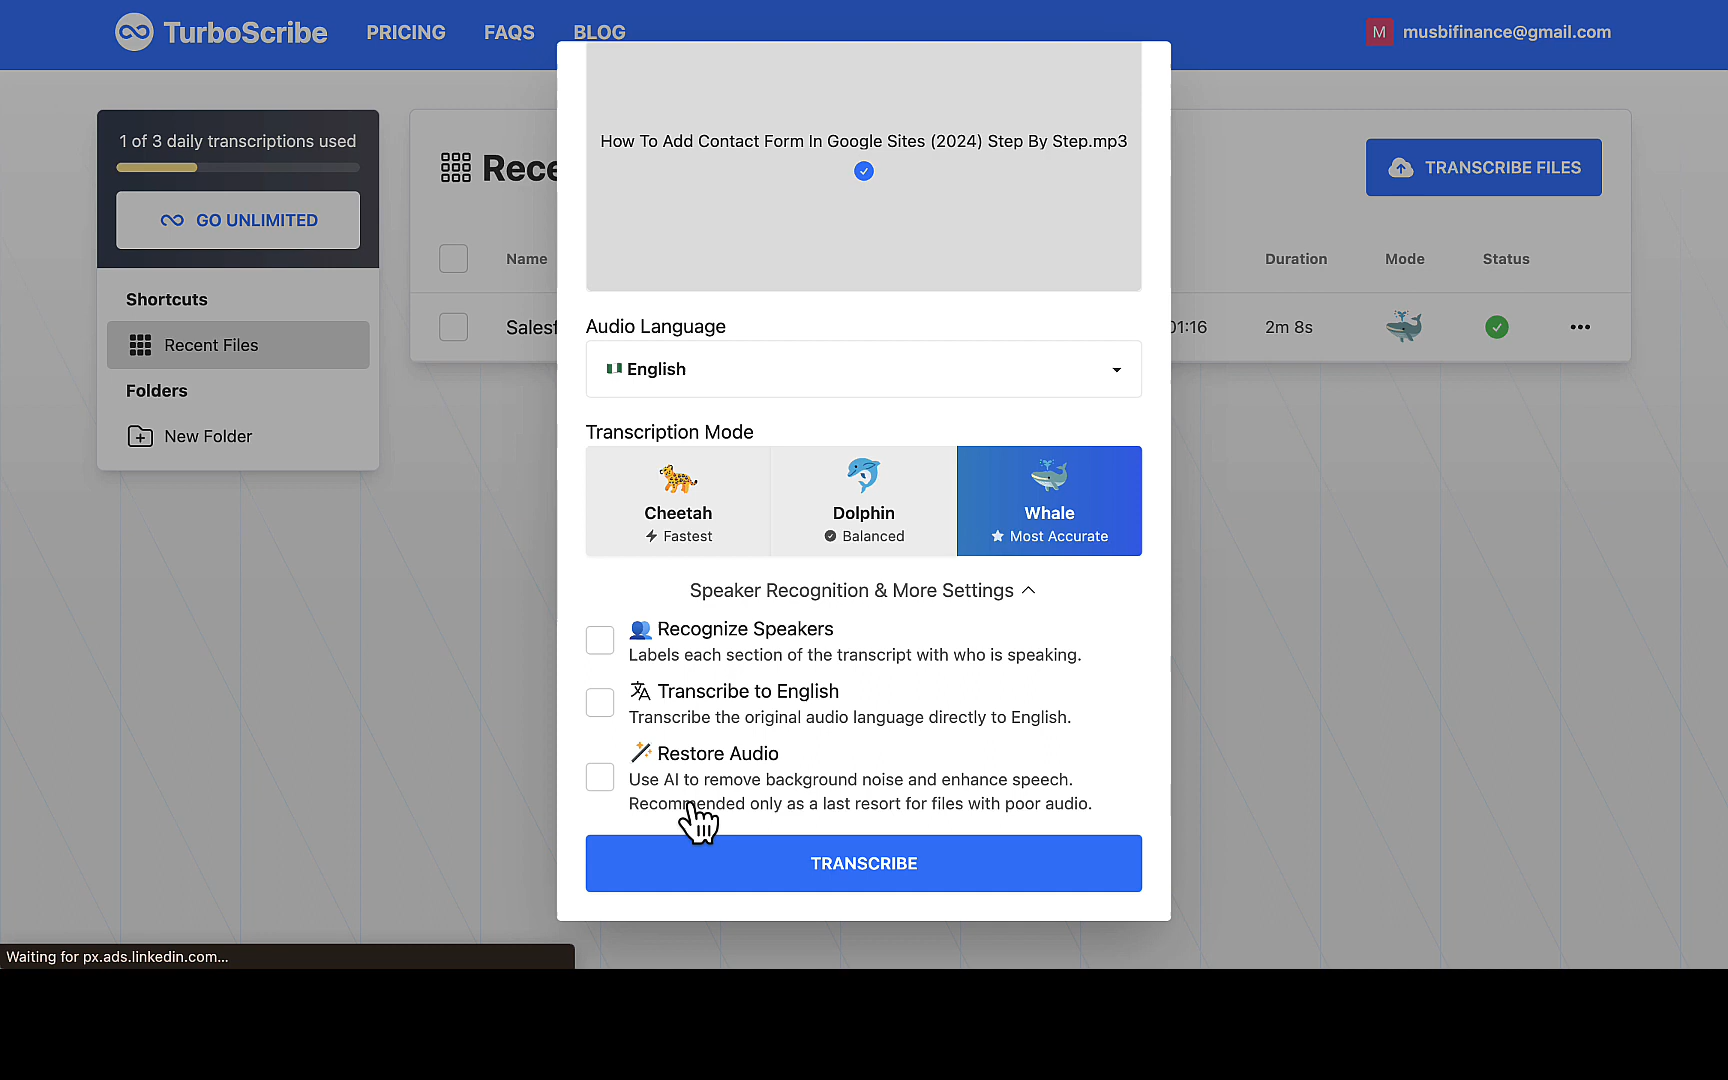 TurboScribe
PRICING
FAQS
BLOG
M
musbifinance@gmail.com
1 of 3 daily transcriptions used
GO UNLIMITED
Shortcuts
Recent Files
Folders
New Folder
Rece
TRANSCRIBE FILES
Name
Duration
Mode
Status
Salesf
01:16
2m 8s
How To Add Contact Form In Google Sites (2024) Step By Step.mp3
Audio Language
English
Transcription Mode
Cheetah
Fastest
Dolphin
Balanced
Whale
Most Accurate
Speaker Recognition & More Settings
Recognize Speakers
Labels each section of the transcript with who is speaking.
Transcribe to English
Transcribe the original audio language directly to English.
Restore Audio
Use AI to remove background noise and enhance speech.
Recommended only as a last resort for files with poor audio.
TRANSCRIBE
Waiting for px.ads.linkedin.com...